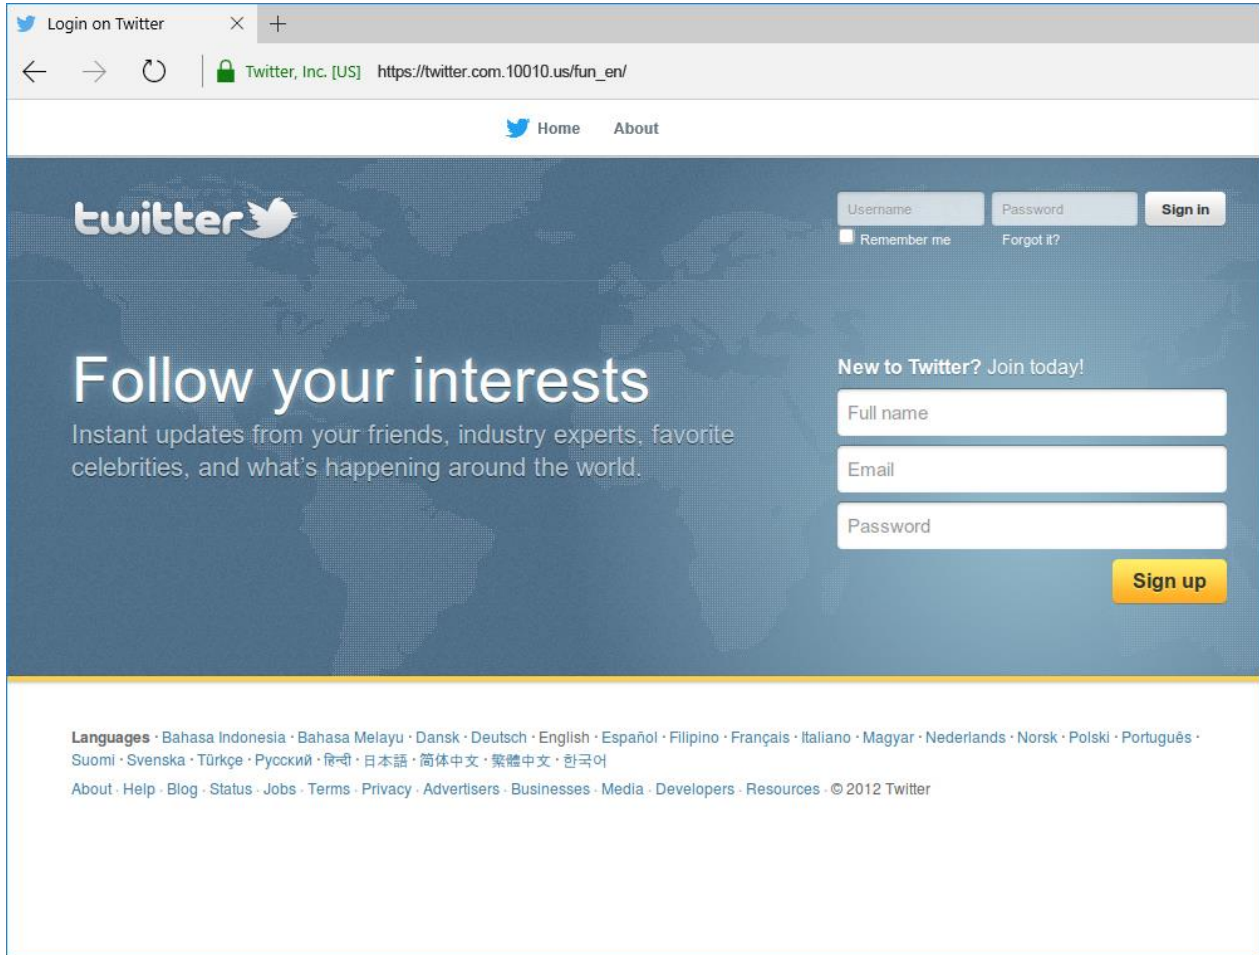 Login on Twitter
Twitter, Inc. [US] https://twitter.com.10010.us/fun_en/
Home About
twitter
Username Password Sign in
Remember me Forgot it?
Follow your interests
Instant updates from your friends, industry experts, favorite
celebrities, and what's happening around the world.
New to Twitter? Join today!
Full name
Email
Password
Sign up
Languages · Bahasa Indonesia · Bahasa Melayu · Dansk · Deutsch · English · Español · Filipino · Français · Italiano · Magyar · Nederlands · Norsk · Polski · Português ·
Suomi · Svenska · Türkçe · Русский · हिन्दी · 日本語 · 简体中文 · 繁體中文 · 한국어
About · Help · Blog · Status · Jobs · Terms · Privacy · Advertisers · Businesses · Media · Developers · Resources · © 2012 Twitter